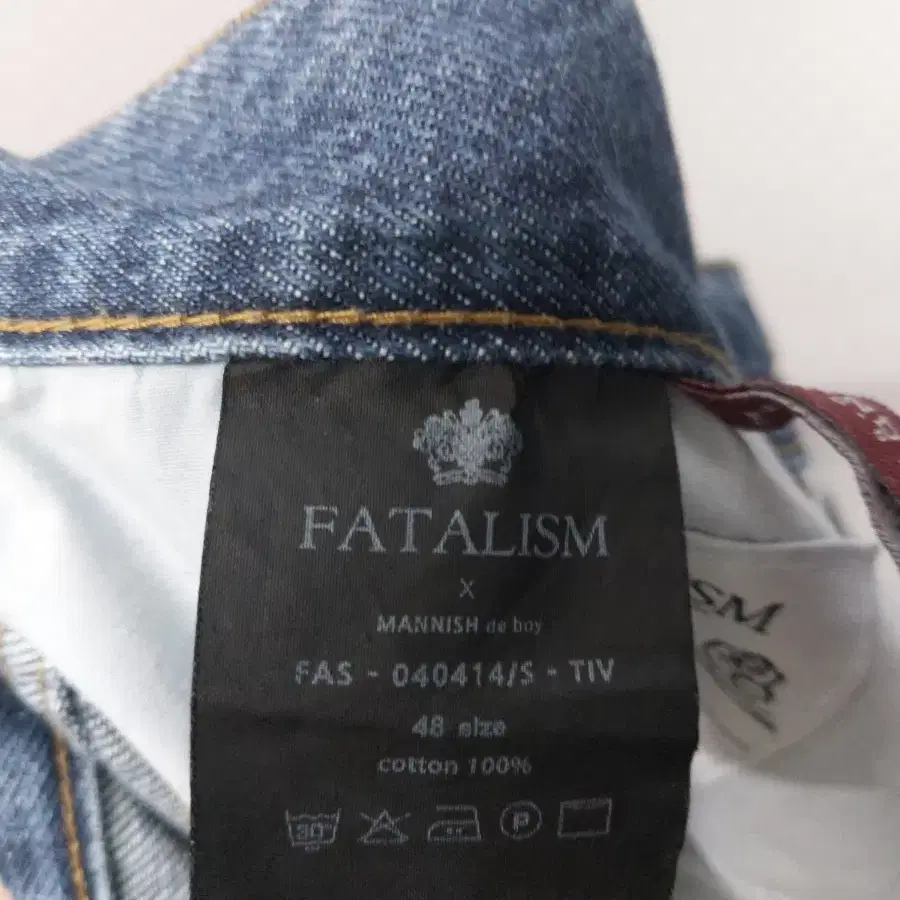 FATALISM
X
MANNISH de boy
FAS - 040414/S - TIV
48 size
cotton 100%
30°
P
SM